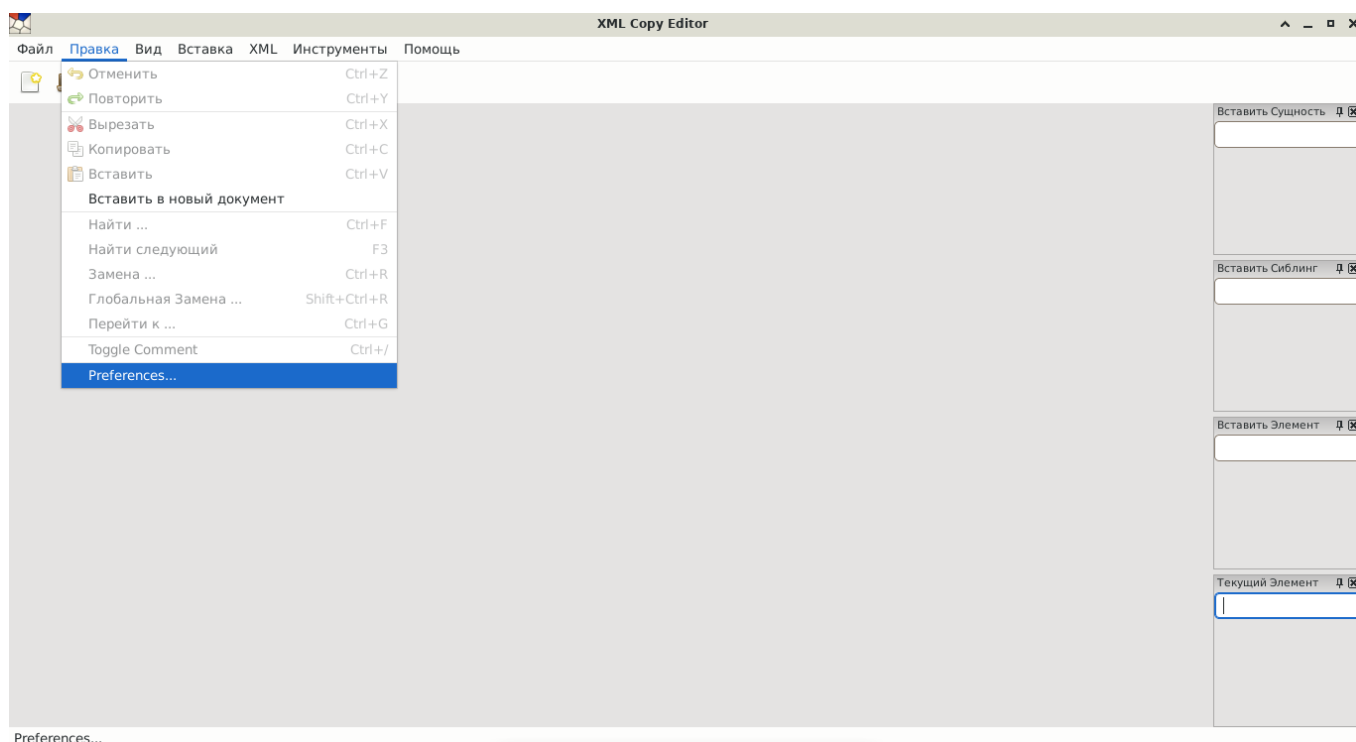 XML Copy Editor
Файл Правка Вид Вставка XML Инструменты Помощь
Отменить Ctrl+Z
Повторить Ctrl+Y
Вырезать Ctrl+X
Копировать Ctrl+C
Вставить Ctrl+V
Вставить в новый документ
Найти ... Ctrl+F
Найти следующий F3
Замена ... Ctrl+R
Глобальная Замена ... Shift+Ctrl+R
Перейти к ... Ctrl+G
Toggle Comment Ctrl+/
Preferences...
Вставить Сущность
Вставить Сиблинг
Вставить Элемент
Текущий Элемент
Preferences...